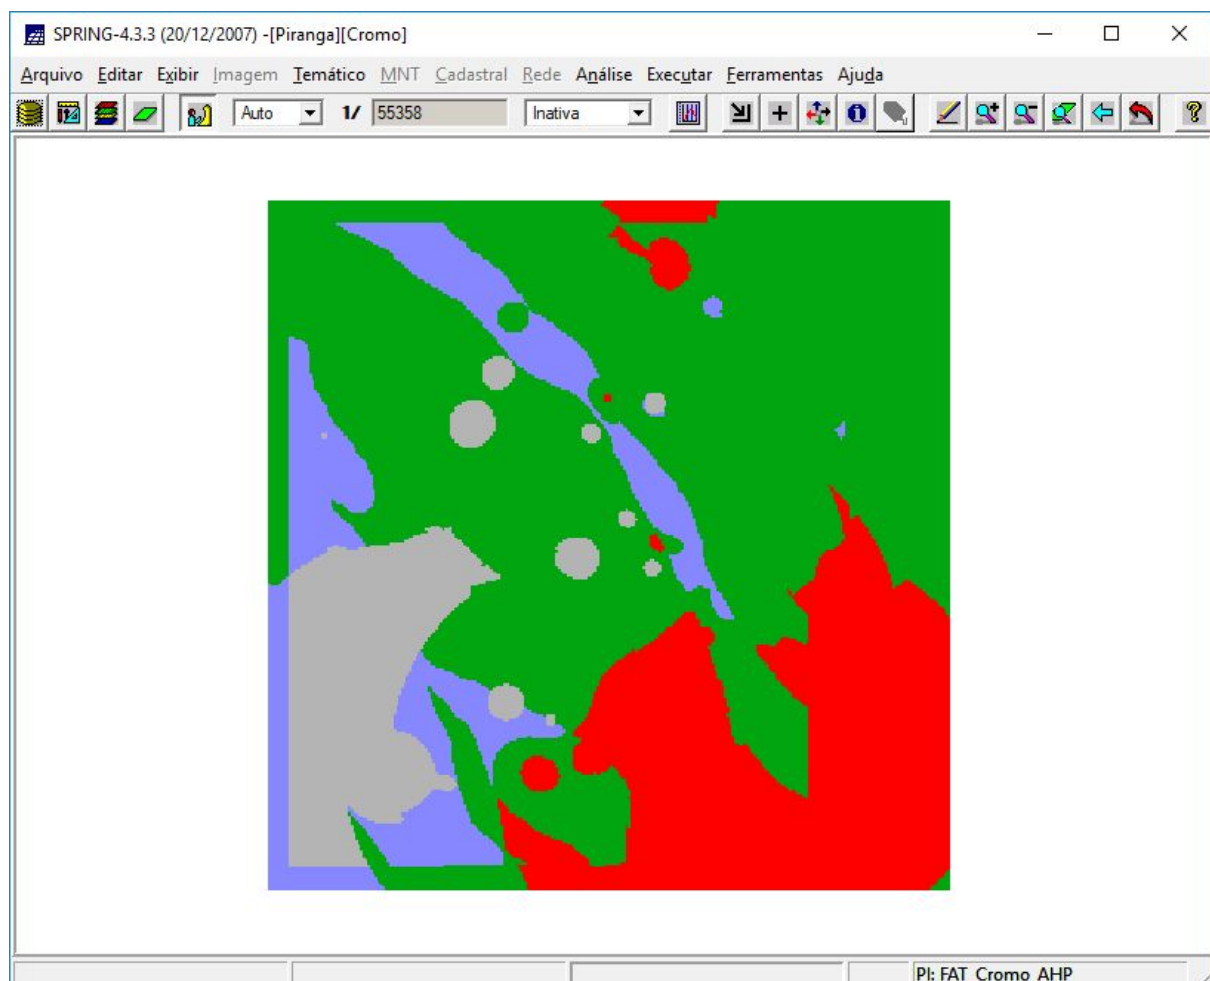 SPRING-4.3.3 (20/12/2007) -[Piranga][Cromo]
Arquivo Editar Exibir Imagem Temático MNT Cadastral Rede Análise Executar Ferramentas Ajuda
Auto 1/ 55358 Inativa
PI: FAT_Cromo_AHP